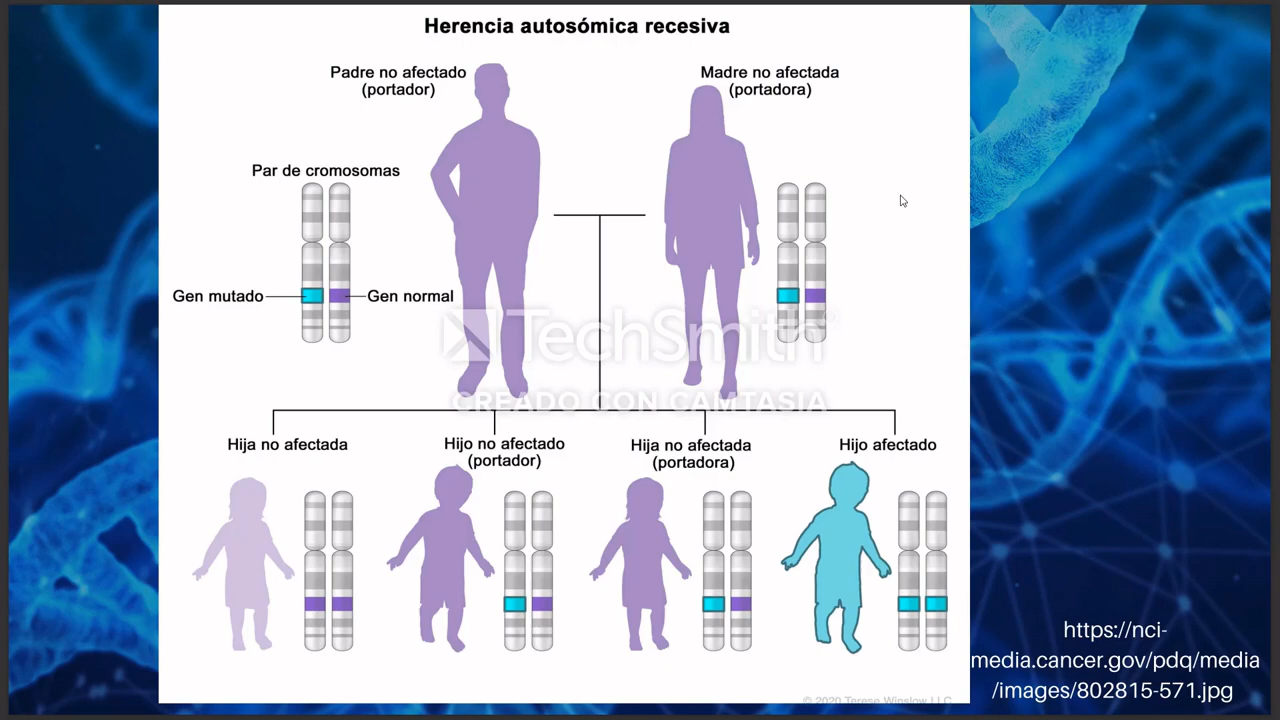 Herencia autosómica recesiva
Padre no afectado
(portador)
Madre no afectada
(portadora)
Par de cromosomas
Gen mutado
Gen normal
TechSmith
CREADO CON CAMTASIA
Hija no afectada
Hijo no afectado
(portador)
Hija no afectada
(portadora)
Hijo afectado
https://nci-
media.cancer.gov/pdq/media
/images/802815-571.jpg
© 2020 Terese Winslow LLC